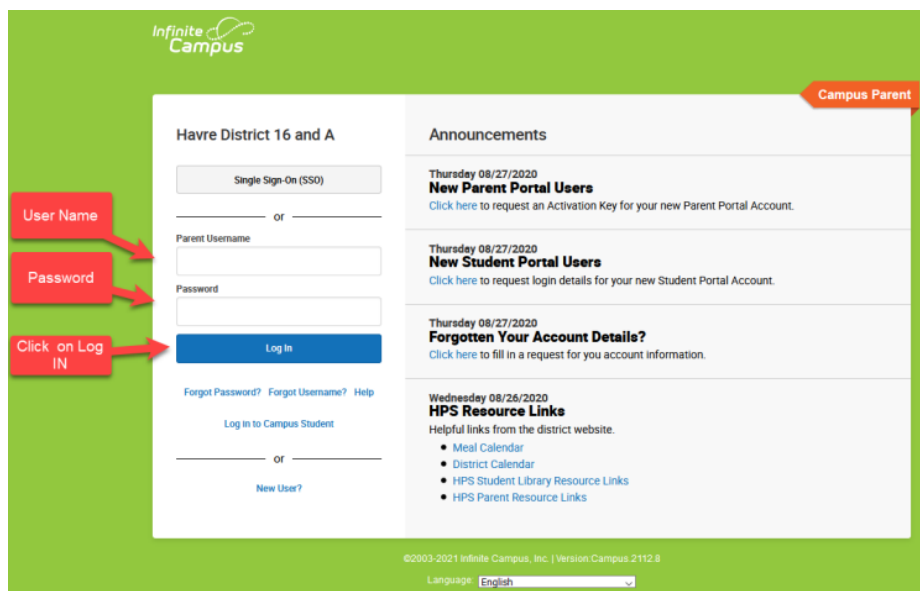 Infinite
Campus
Campus Parent
Havre District 16 and A
Single Sign-On (SSO)
or
User Name
Parent Username
Password
Password
Click on Log
IN
Log In
Forgot Password? Forgot Username? Help
Log in to Campus Student
or
New User?
Announcements
Thursday 08/27/2020
New Parent Portal Users
Click here to request an Activation Key for your new Parent Portal Account.
Thursday 08/27/2020
New Student Portal Users
Click here to request login details for your new Student Portal Account.
Thursday 08/27/2020
Forgotten Your Account Details?
Click here to fill in a request for you account information.
Wednesday 08/26/2020
HPS Resource Links
Helpful links from the district website.
• Meal Calendar
• District Calendar
• HPS Student Library Resource Links
• HPS Parent Resource Links
©2003-2021 Infinite Campus, Inc. | Version:Campus.2112.8
Language: English